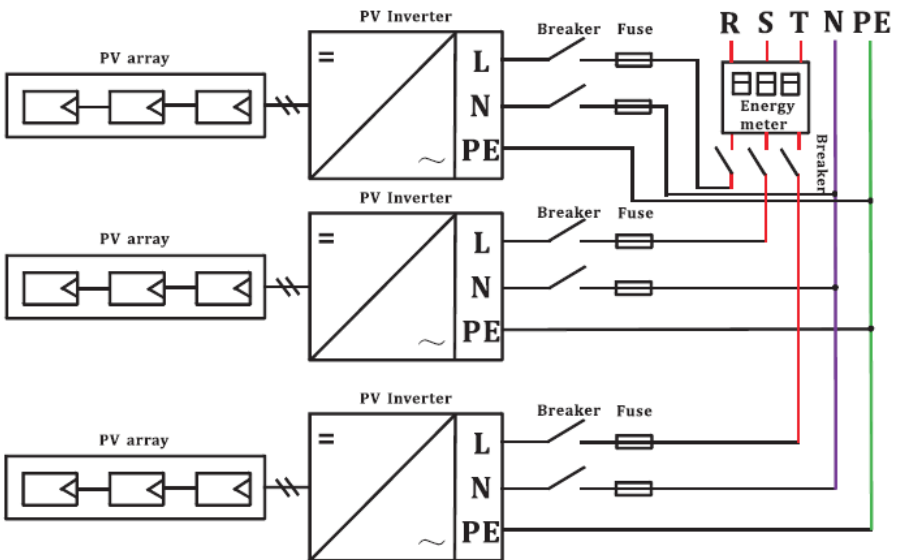 PV Inverter
Breaker Fuse
R S T N PE
PV array
L
N
PE
Energy
meter
Breaker
PV Inverter
Breaker Fuse
PV array
L
N
PE
PV Inverter
Breaker Fuse
PV array
L
N
PE